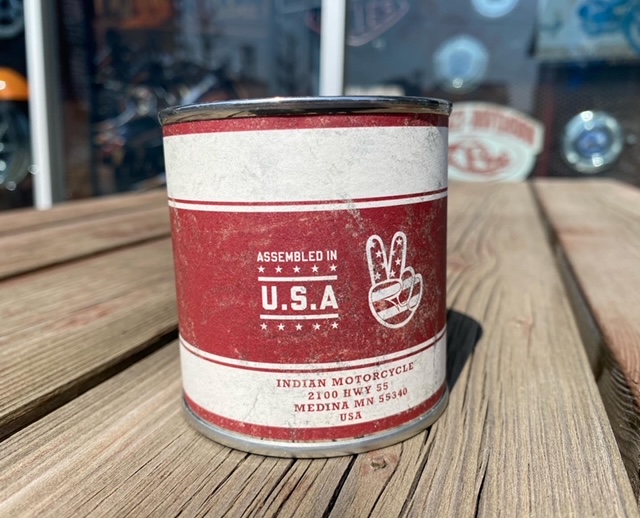 ASSEMBLED IN
U.S.A
INDIAN MOTORCYCLE
2100 HWY 55
MEDINA MN 55340
USA